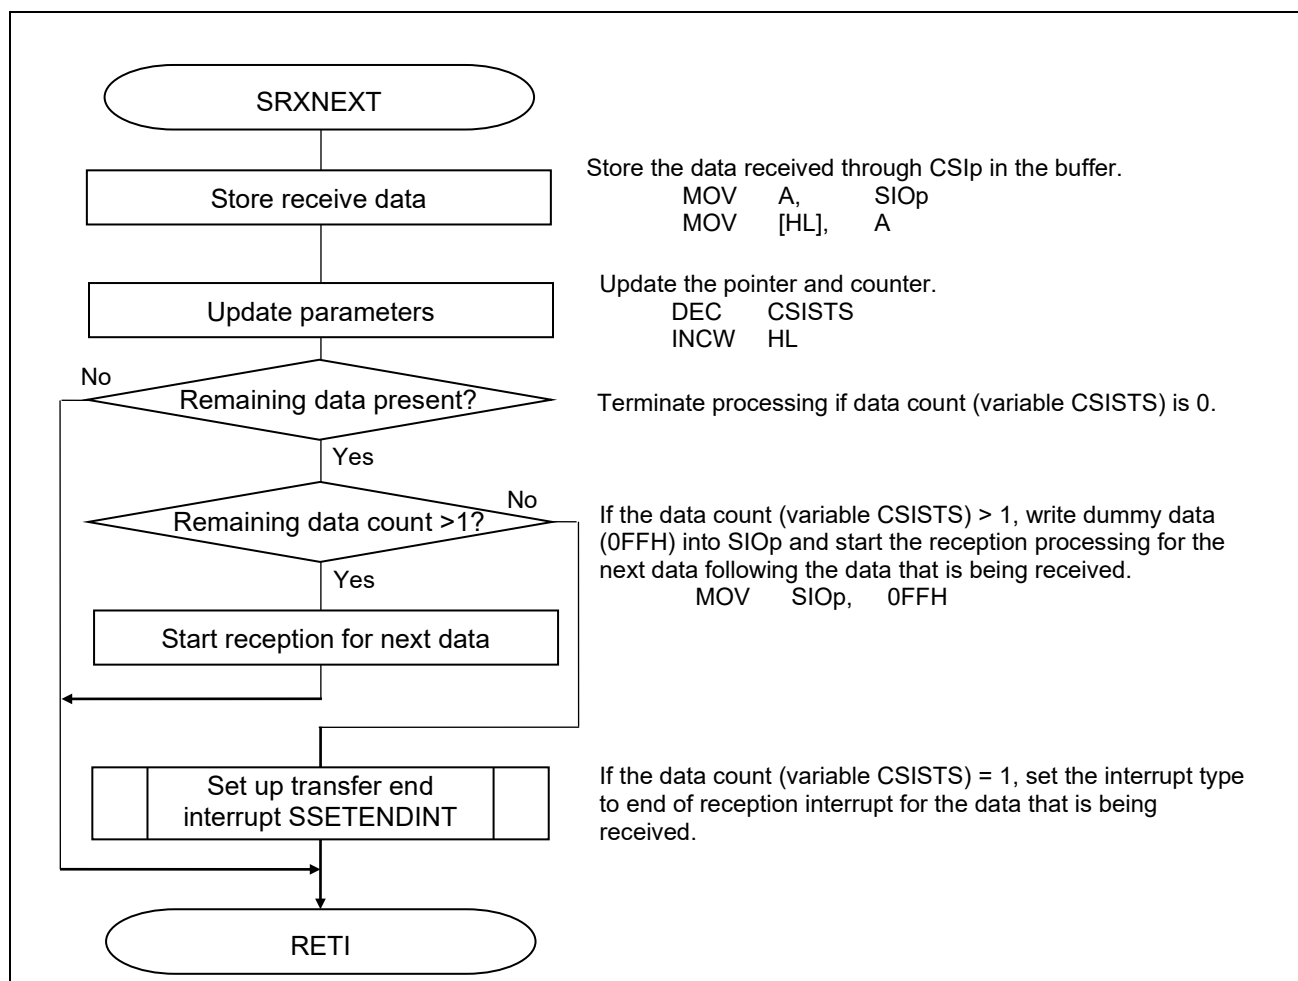 SRXNEXT
Store receive data
Store the data received through CSIp in the buffer.
MOV A, SIOp
MOV [HL], A
Update parameters
Update the pointer and counter.
DEC CSISTS
INCW HL
No
Remaining data present?
Terminate processing if data count (variable CSISTS) is 0.
Yes
Remaining data count >1?
No
If the data count (variable CSISTS) > 1, write dummy data
(0FFH) into SIOp and start the reception processing for the
next data following the data that is being received.
MOV SIOp, 0FFH
Yes
Start reception for next data
Set up transfer end
interrupt SSETENDINT
If the data count (variable CSISTS) = 1, set the interrupt type
to end of reception interrupt for the data that is being
received.
RETI